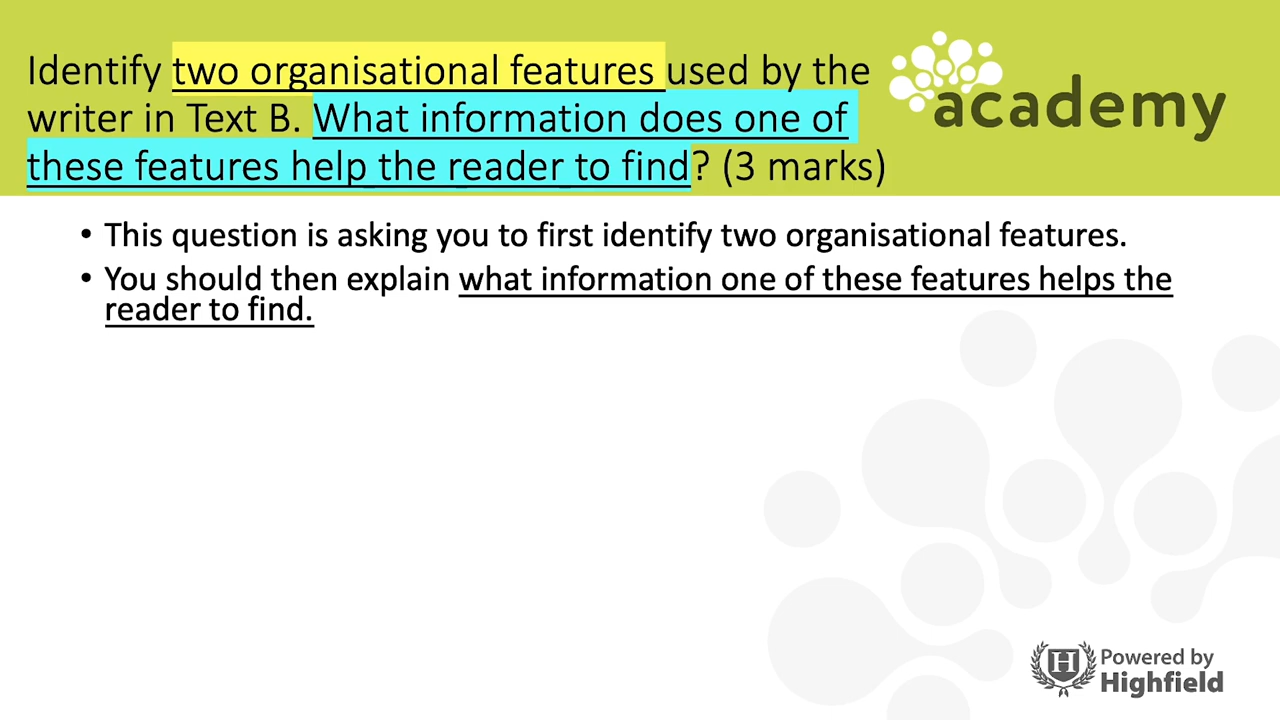 Identify two organisational features used by the
writer in Text B. What information does one of
these features help the reader to find? (3 marks)
academy
• This question is asking you to first identify two organisational features.
• You should then explain what information one of these features helps the
reader to find.
H
Powered by
Highfield